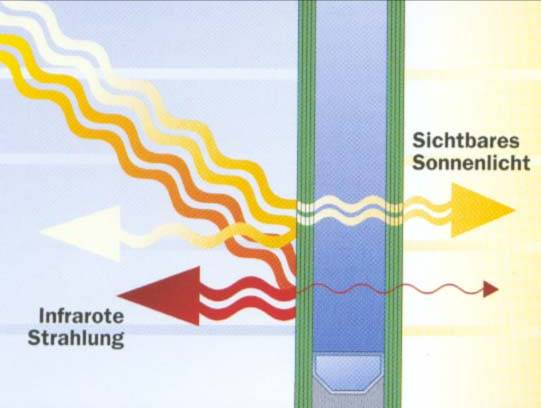 Sichtbares
Sonnenlicht
Infrarote
Strahlung